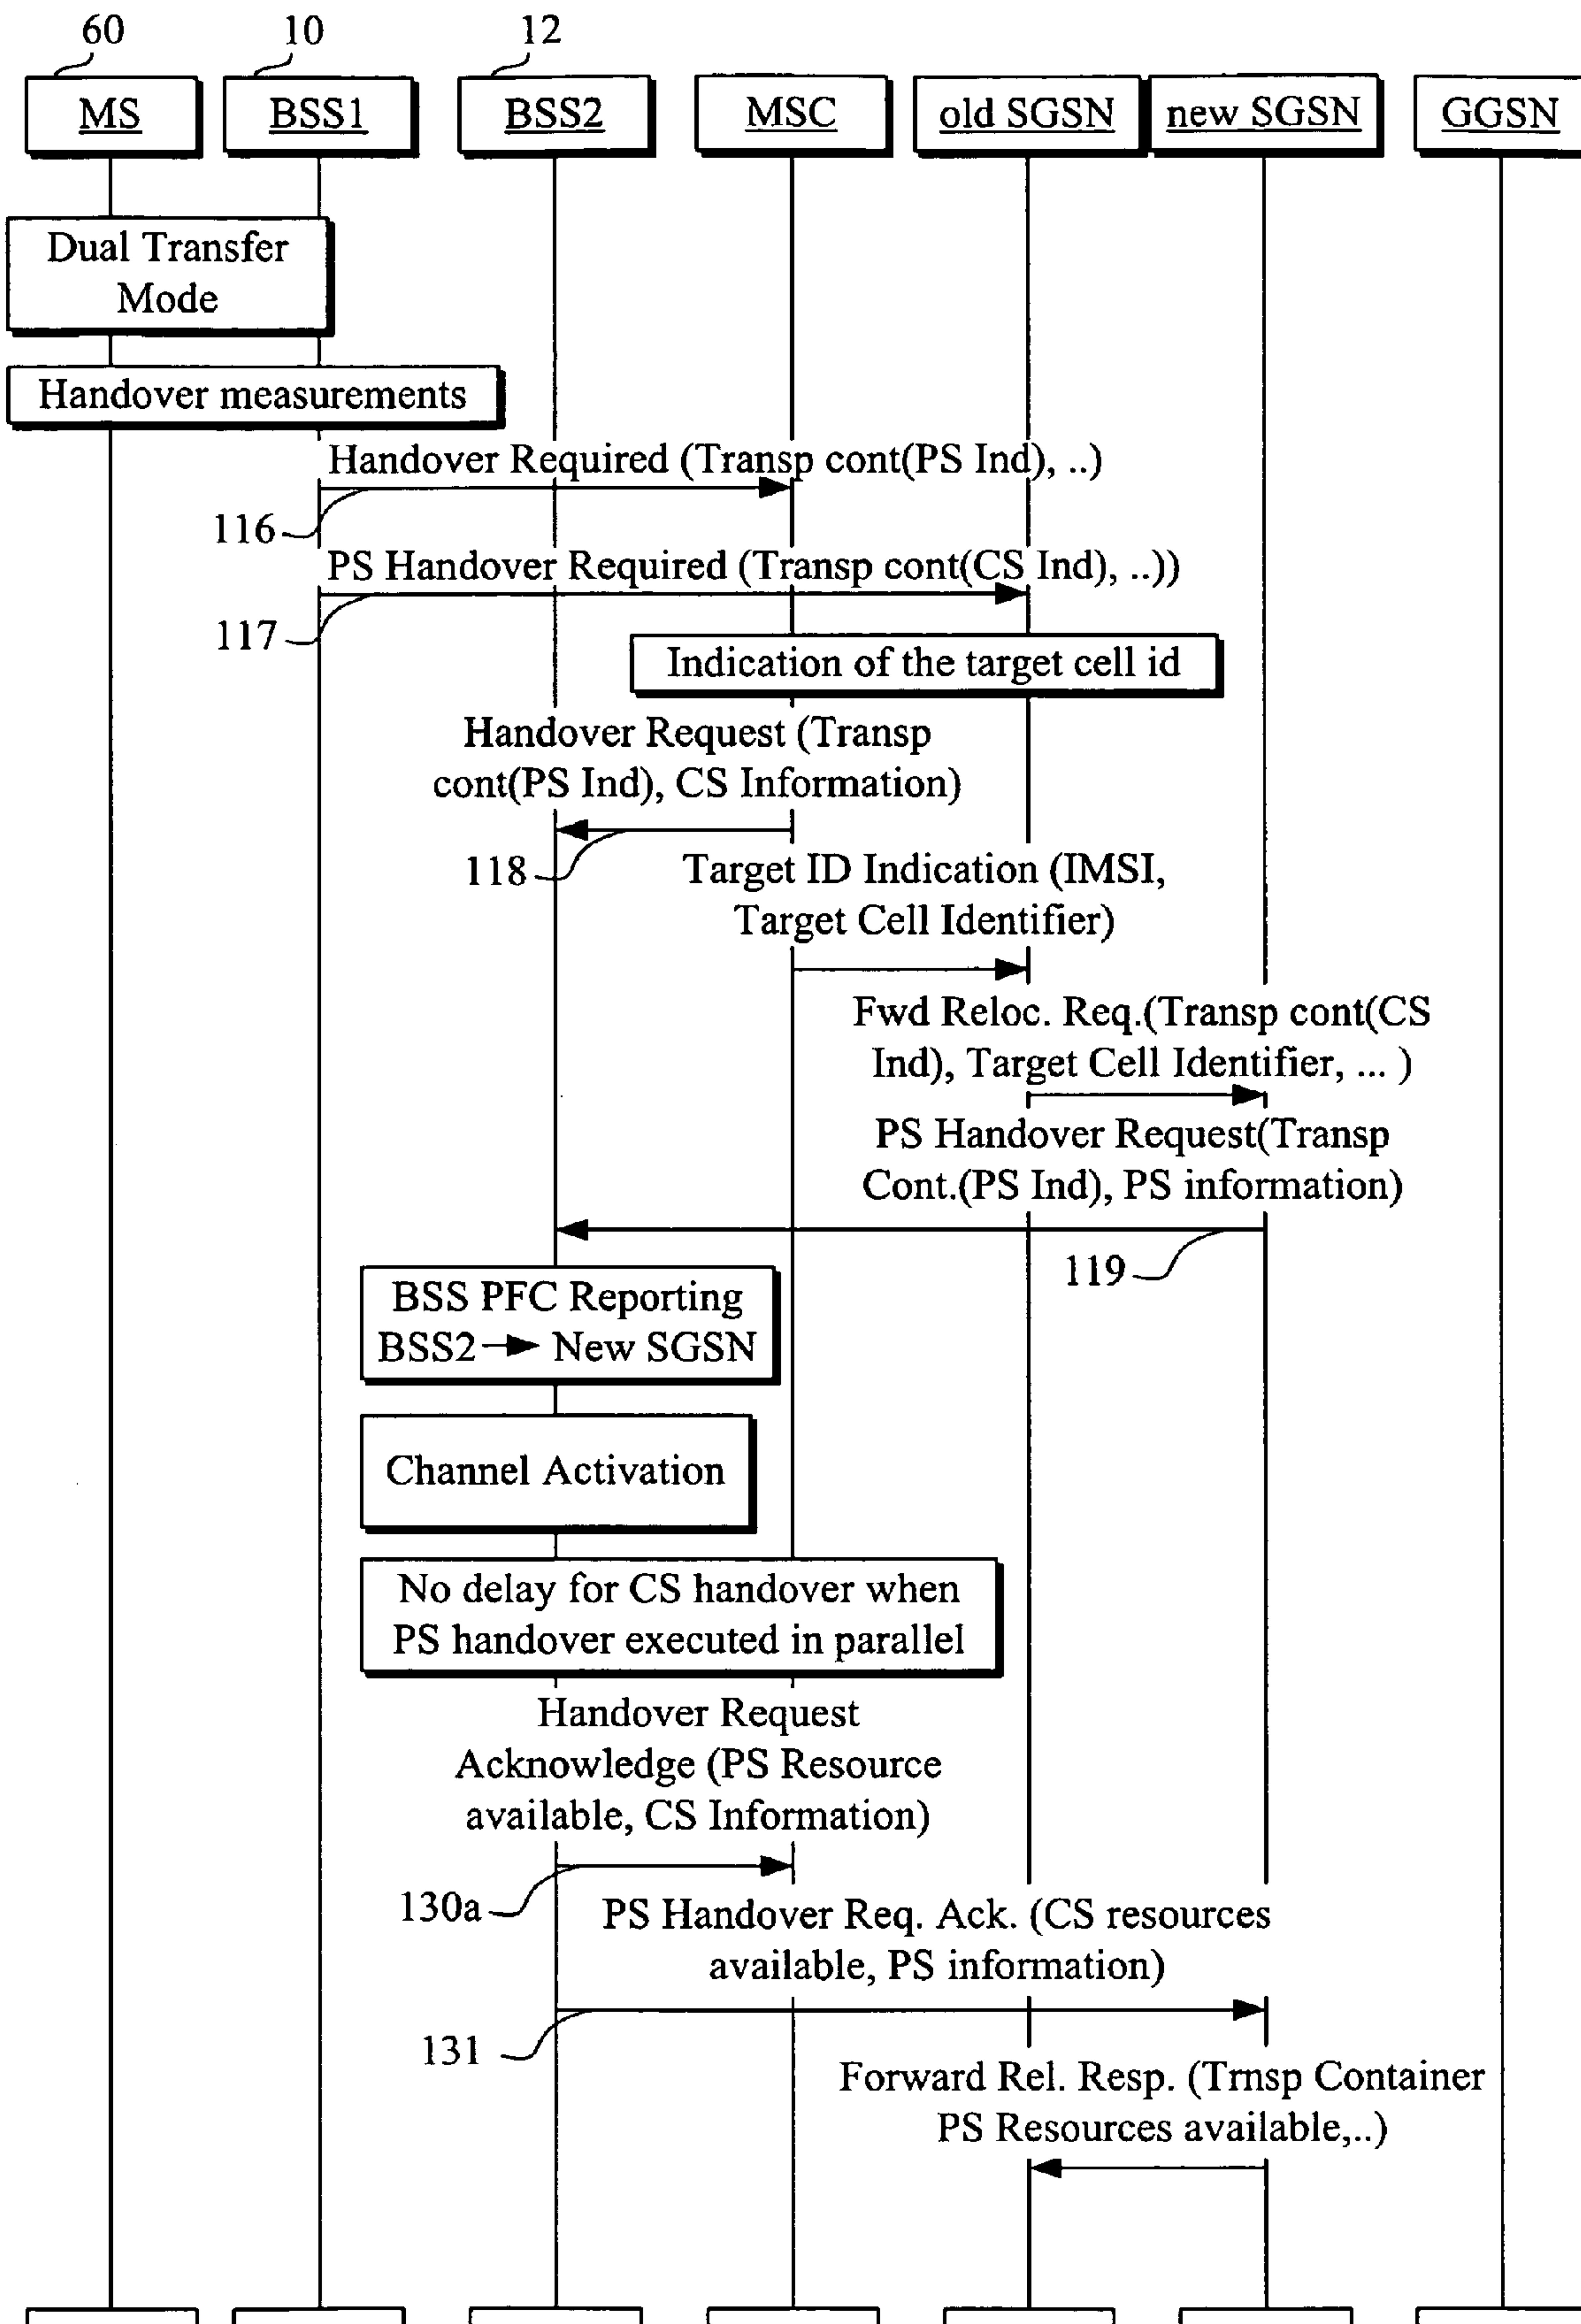 60 10 12
MS BSS1 BSS2 MSC old SGSN new SGSN GGSN
Dual Transfer
Mode
Handover measurements
Handover Required (Transp cont(PS Ind), ..)
116
PS Handover Required (Transp cont(CS Ind), ..))
117
Indication of the target cell id
Handover Request (Transp
cont(PS Ind), CS Information)
118
Target ID Indication (IMSI,
Target Cell Identifier)
Fwd Reloc. Req.(Transp cont(CS
Ind), Target Cell Identifier, ... )
PS Handover Request(Transp
Cont.(PS Ind), PS information)
119
BSS PFC Reporting
BSS2 → New SGSN
Channel Activation
No delay for CS handover when
PS handover executed in parallel
Handover Request
Acknowledge (PS Resource
available, CS Information)
130a
PS Handover Req. Ack. (CS resources
available, PS information)
131
Forward Rel. Resp. (Trnsp Container
PS Resources available,..)